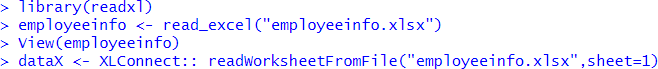 > library(readxl)
> employeeinfo <- read_excel("employeeinfo.xlsx")
> View(employeeinfo)
> dataX <- XLConnect:: readWorksheetFromFile("employeeinfo.xlsx",sheet=1)